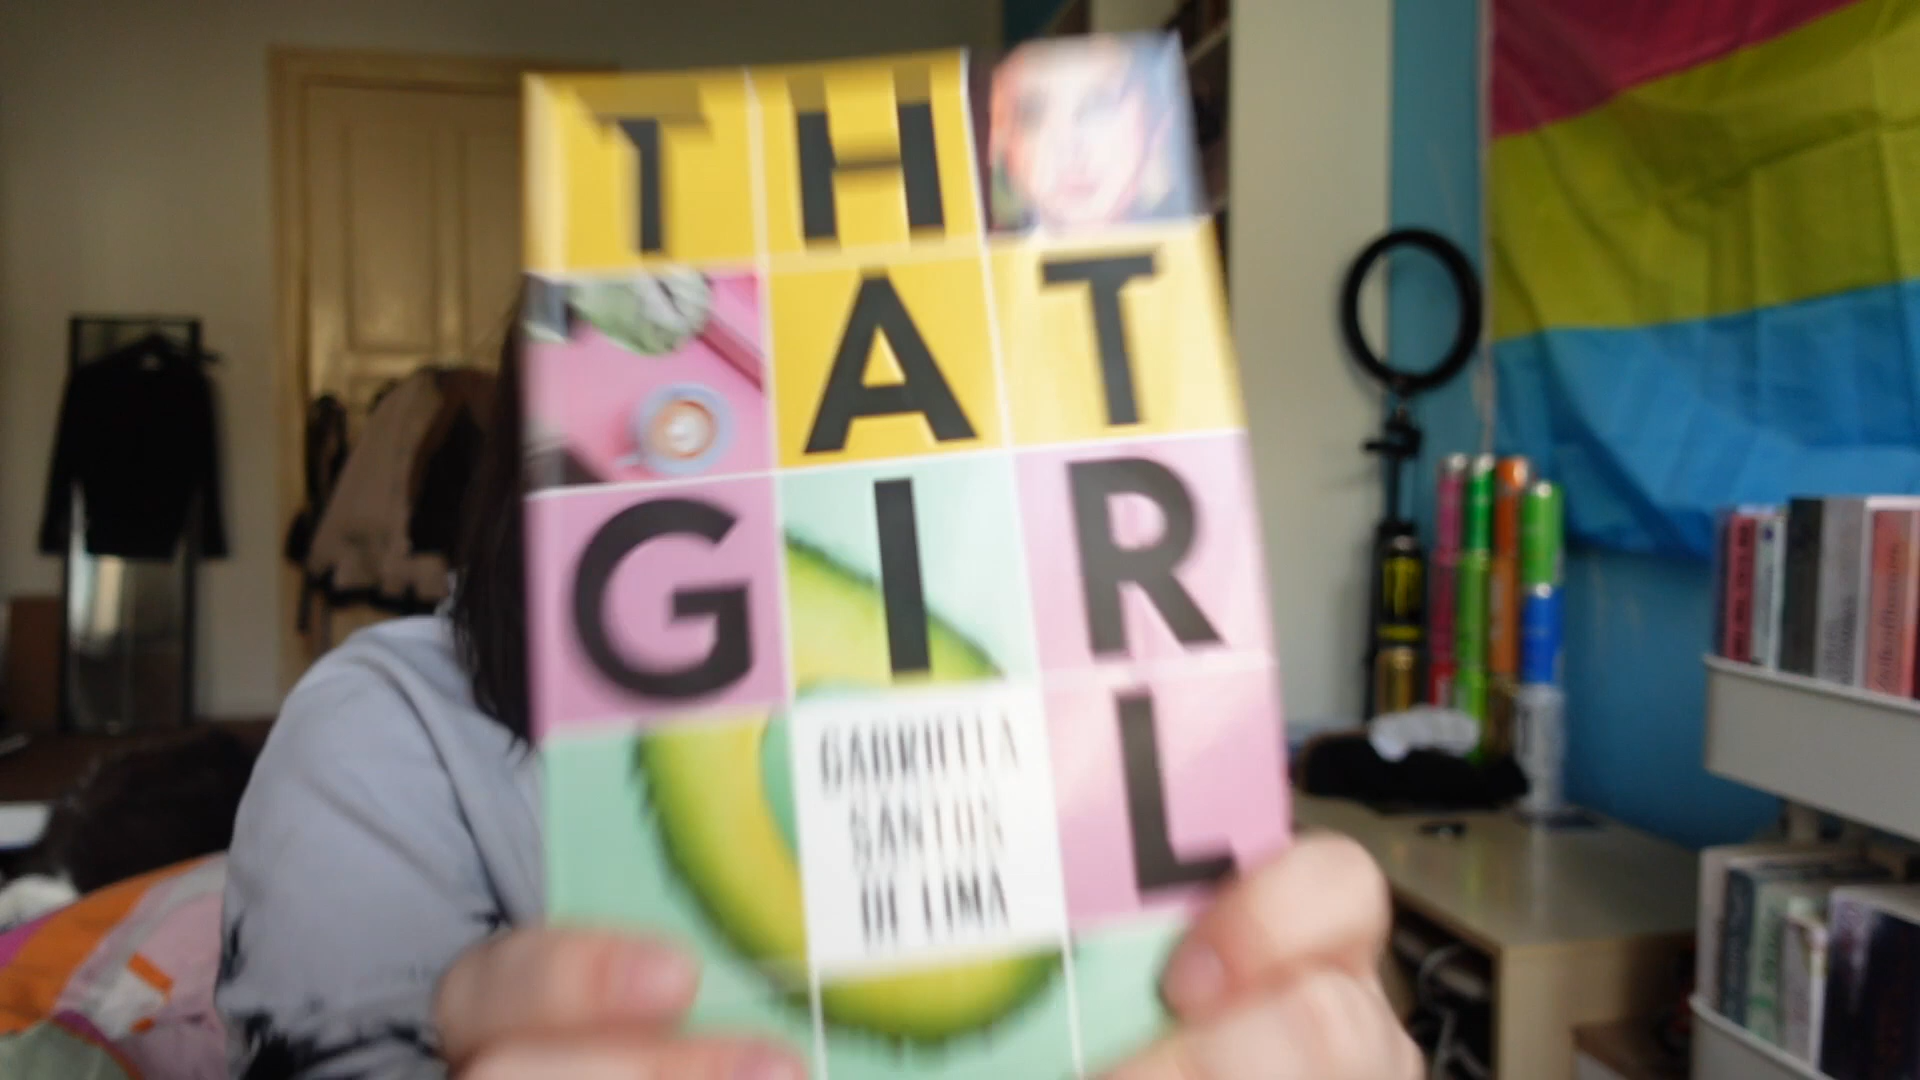 TH
AT
GIR
L
GABRIELLA
SANTOS
DE LIMA